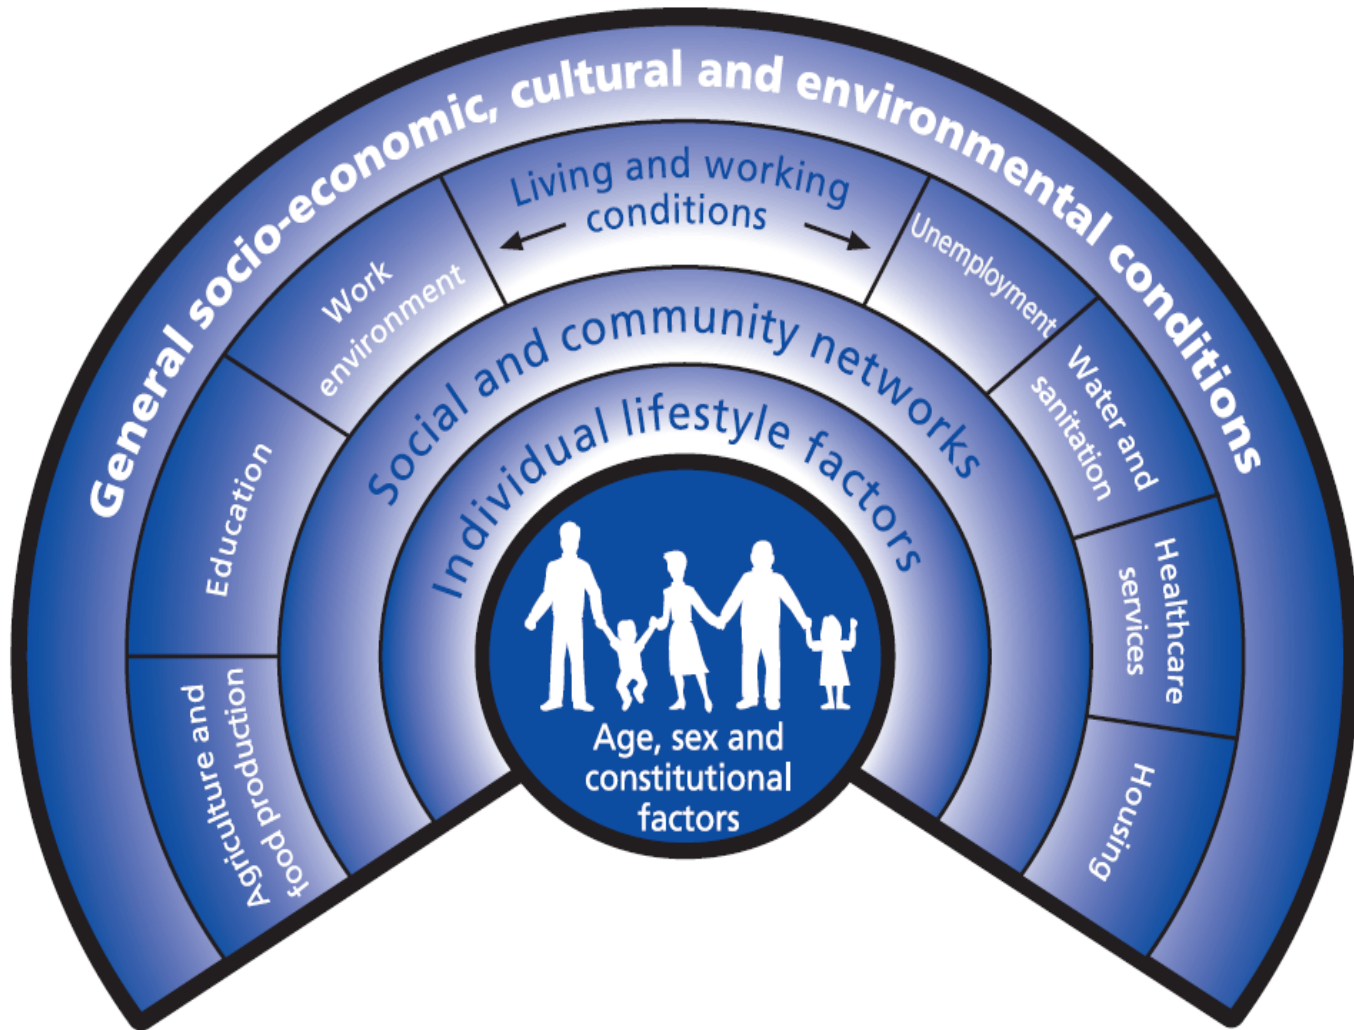 General socio-economic, cultural and environmental conditions
Living and working
conditions
Agriculture and
food production
Education
Work
environment
Unemployment
Water and
sanitation
Healthcare
services
Housing
Social and community networks
Individual lifestyle factors
Age, sex and
constitutional
factors